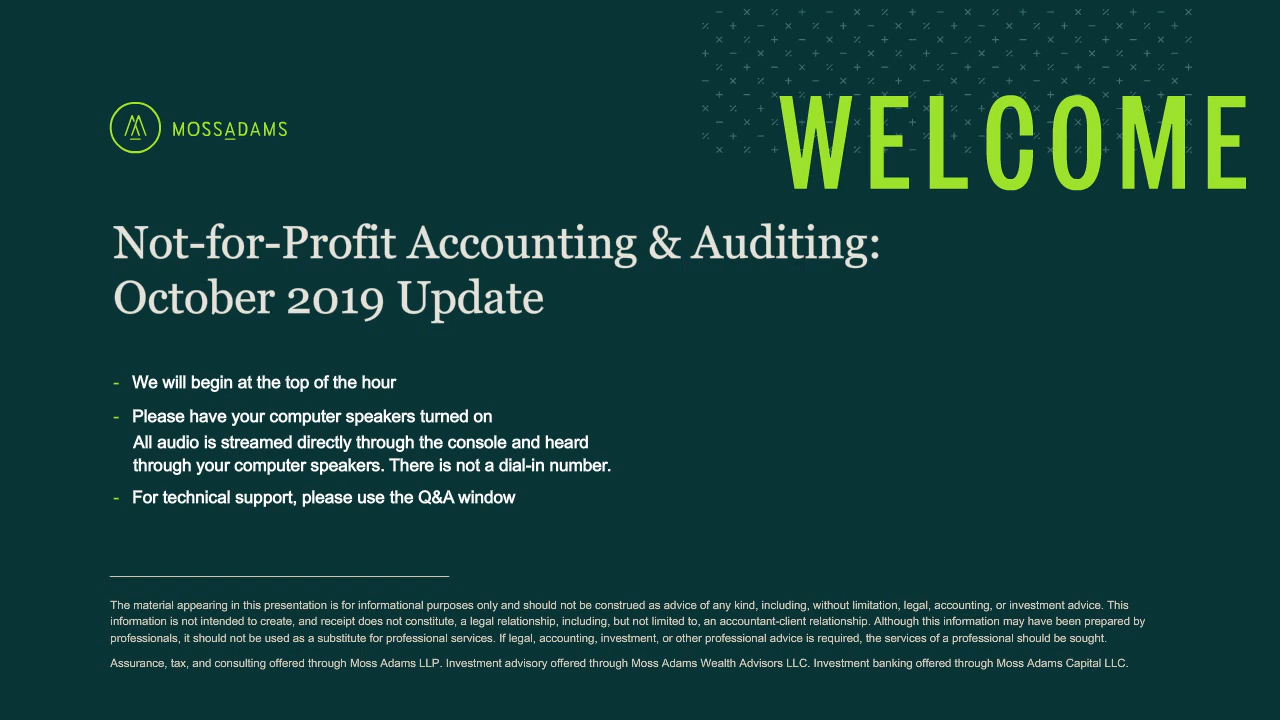 MOSSADAMS
WELCOME
Not-for-Profit Accounting & Auditing:
October 2019 Update
- We will begin at the top of the hour
- Please have your computer speakers turned on
All audio is streamed directly through the console and heard
through your computer speakers. There is not a dial-in number.
- For technical support, please use the Q&A window
The material appearing in this presentation is for informational purposes only and should not be construed as advice of any kind, including, without limitation, legal, accounting, or investment advice. This
information is not intended to create, and receipt does not constitute, a legal relationship, including, but not limited to, an accountant-client relationship. Although this information may have been prepared by
professionals, it should not be used as a substitute for professional services. If legal, accounting, investment, or other professional advice is required, the services of a professional should be sought.
Assurance, tax, and consulting offered through Moss Adams LLP. Investment advisory offered through Moss Adams Wealth Advisors LLC. Investment banking offered through Moss Adams Capital LLC.